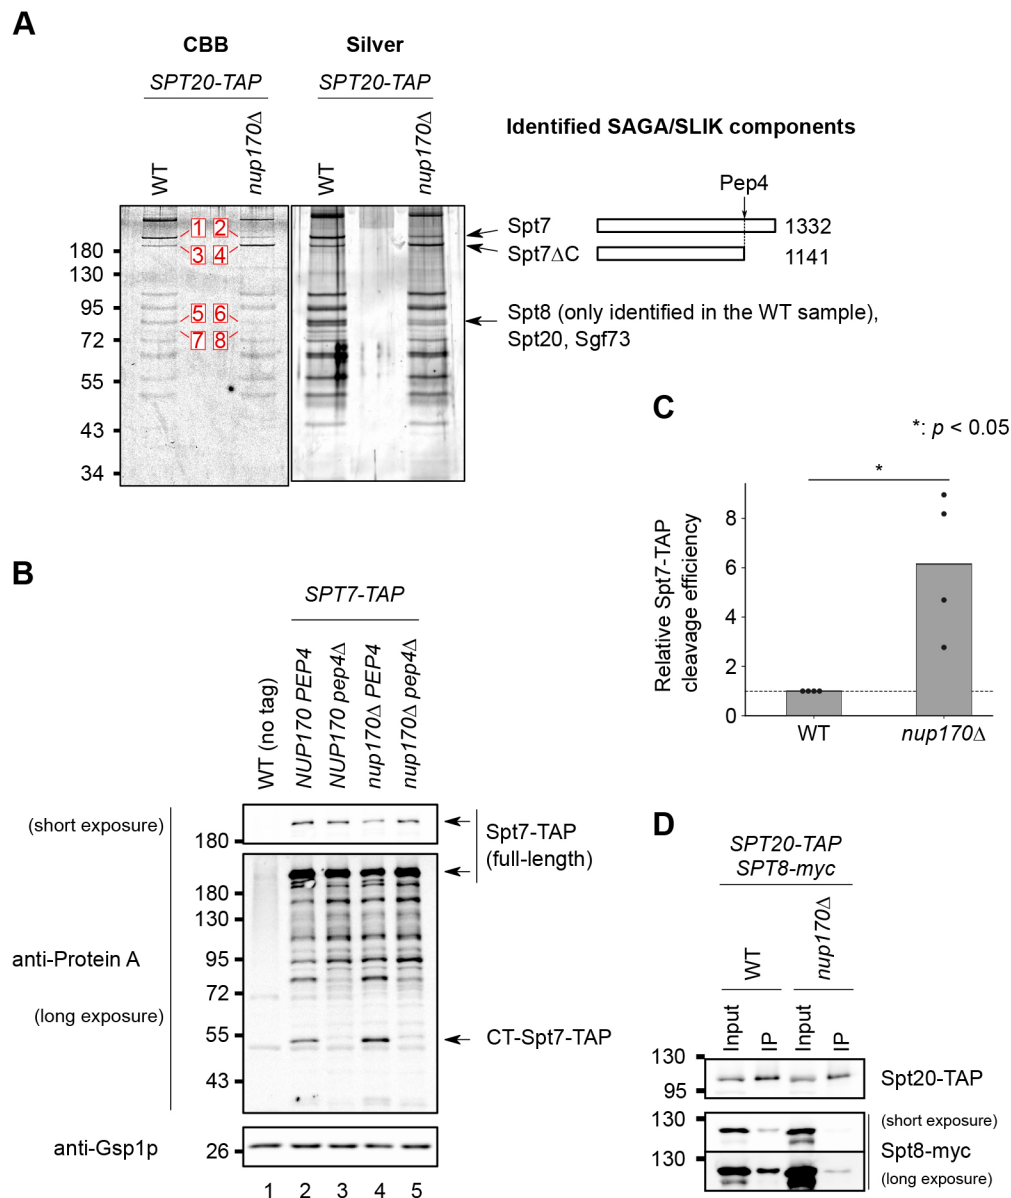 A
CBB
Silver
SPT20-TAP
SPT20-TAP
WT
nup170Δ
WT
nup170Δ
Identified SAGA/SLIK components
Pep4
1 2
3 4
5 6
7 8
180
130
95
72
55
43
34
Spt7
1332
Spt7ΔC
1141
Spt8 (only identified in the WT sample),
Spt20, Sgf73
C
*: p < 0.05
*
Relative Spt7-TAP
cleavage efficiency
8
6
4
2
0
WT
nup170Δ
B
SPT7-TAP
WT (no tag)
NUP170 PEP4
NUP170 pep4Δ
nup170Δ PEP4
nup170Δ pep4Δ
(short exposure)
180
Spt7-TAP
(full-length)
180
130
95
72
55
43
anti-Protein A
(long exposure)
CT-Spt7-TAP
anti-Gsp1p
26
1 2 3 4 5
D
SPT20-TAP
SPT8-myc
WT
nup170Δ
Input
IP
Input
IP
130
95
Spt20-TAP
130
(short exposure)
Spt8-myc
130
(long exposure)